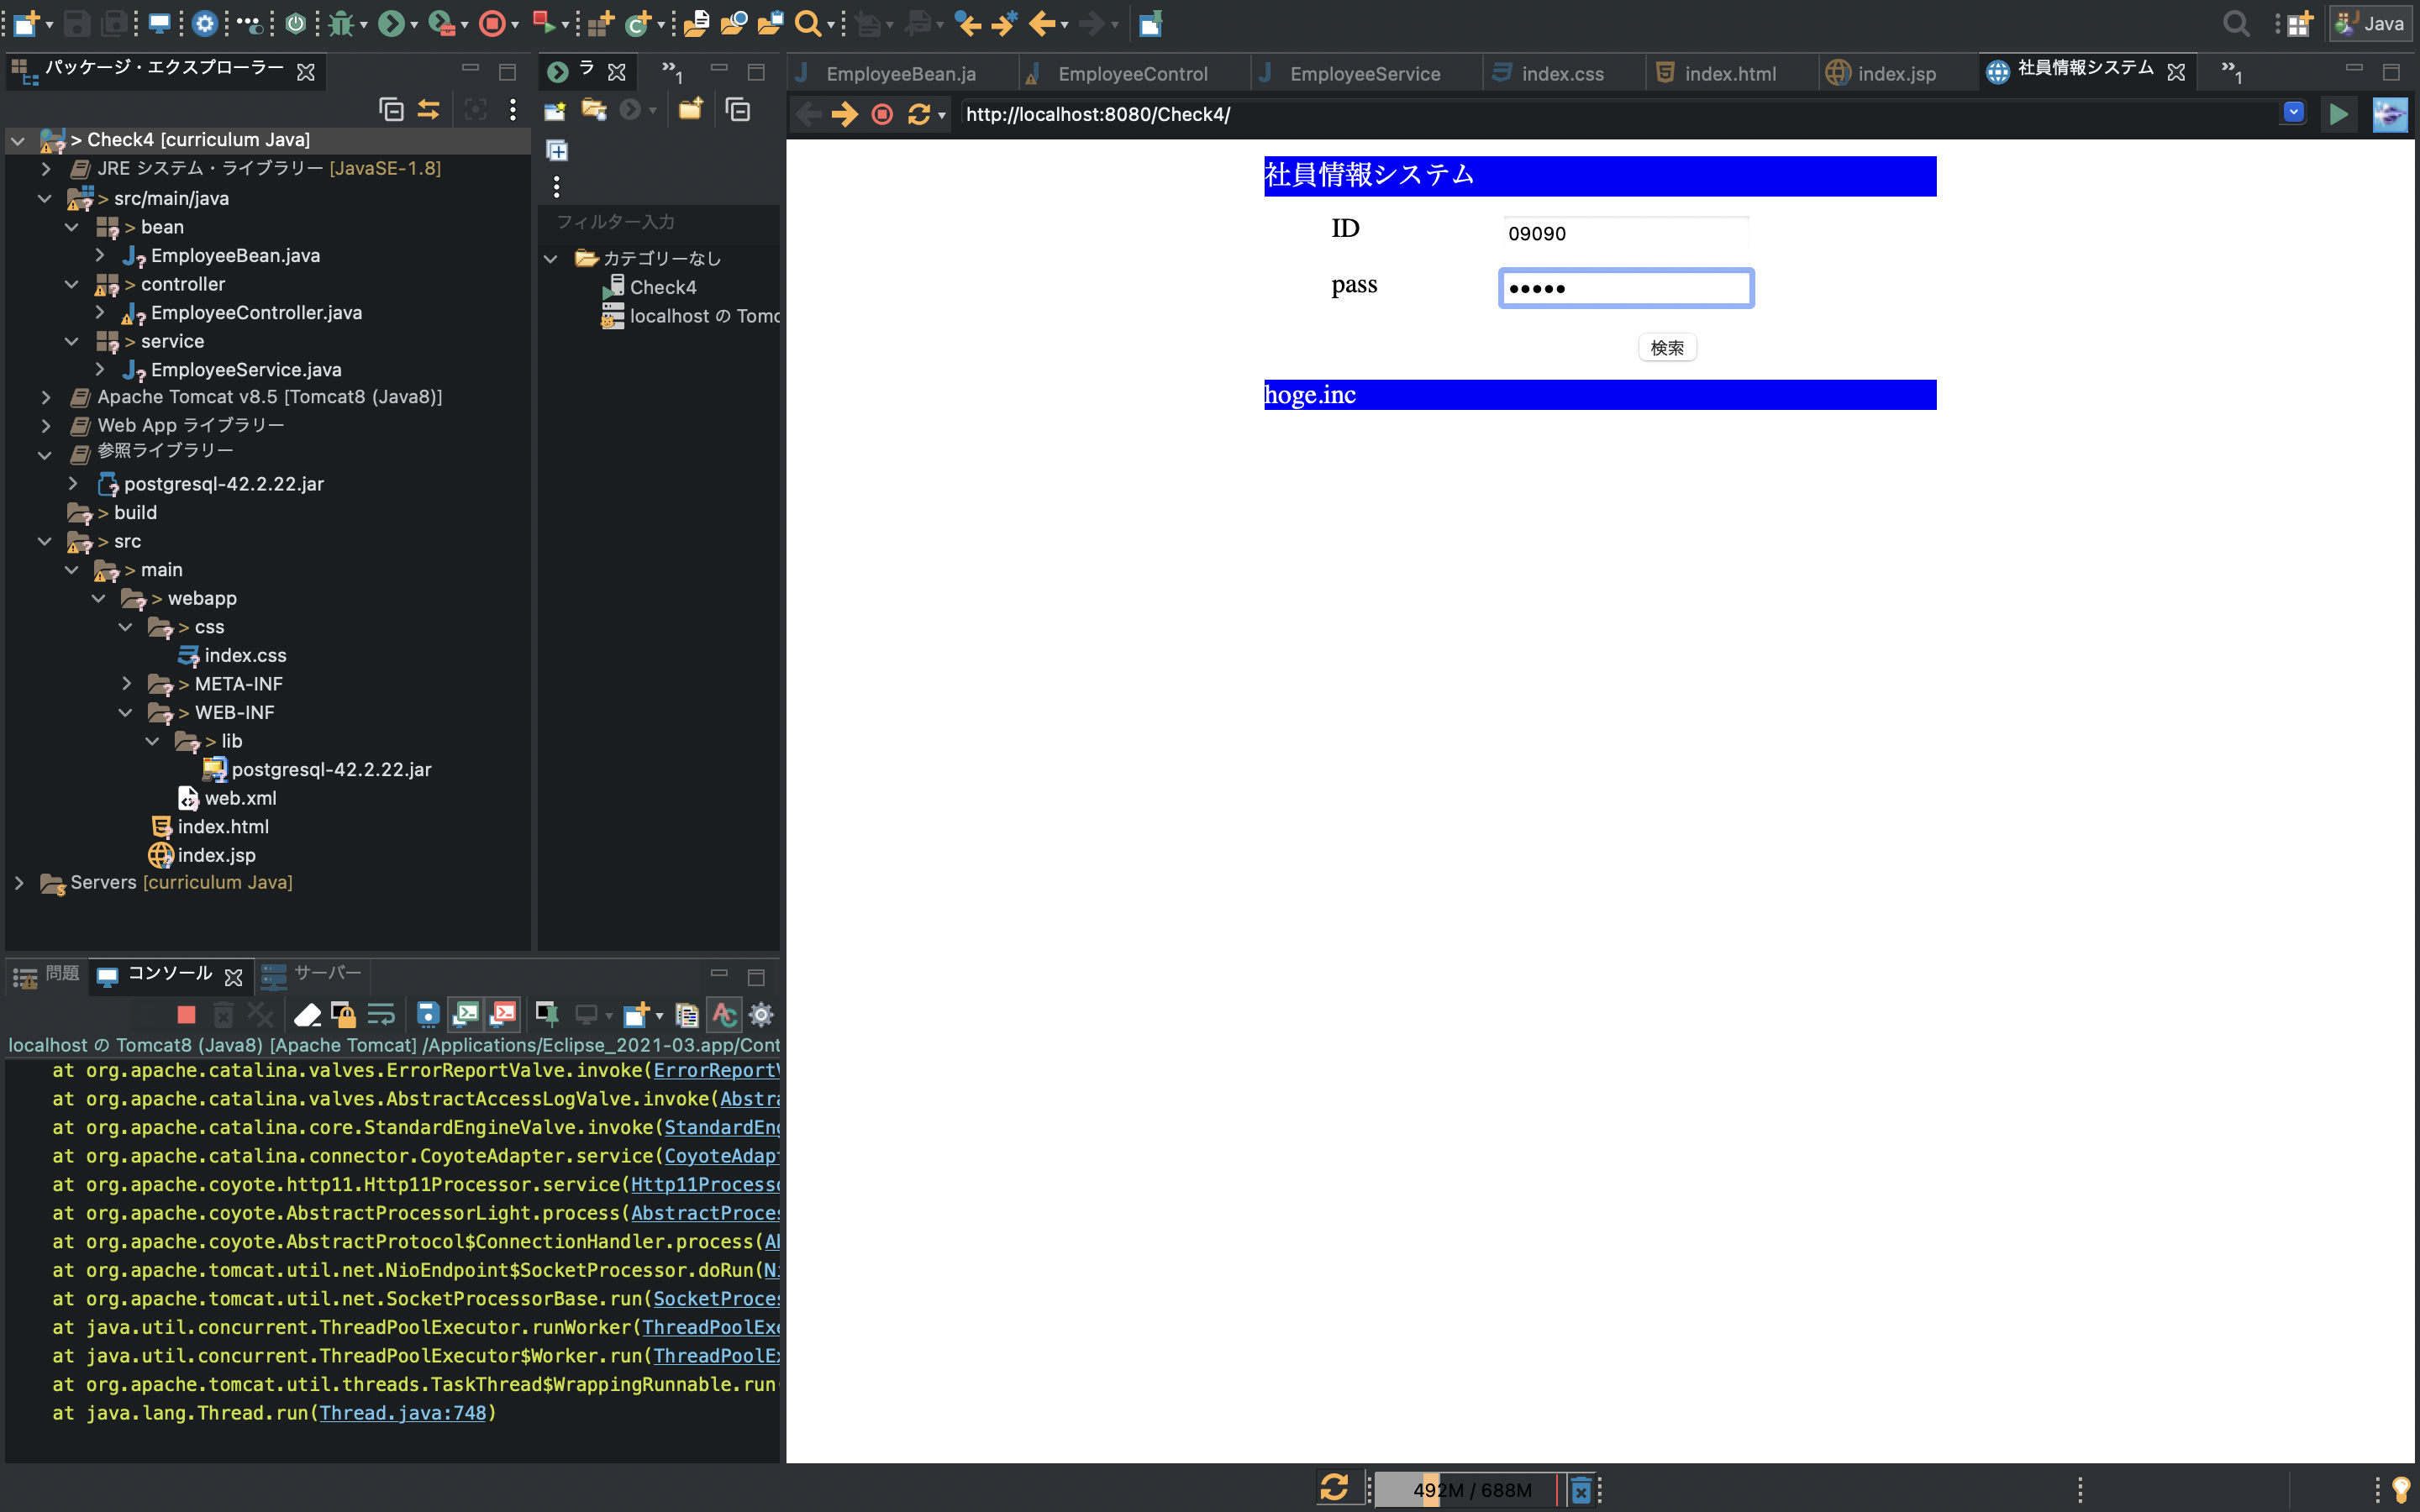 Java
パッケージ・エクスプローラー
> Check4 [curriculum Java]
JRE システム・ライブラリー [JavaSE-1.8]
> src/main/java
> bean
EmployeeBean.java
> controller
EmployeeController.java
> service
EmployeeService.java
Apache Tomcat v8.5 [Tomcat8 (Java8)]
Web App ライブラリー
参照ライブラリー
postgresql-42.2.22.jar
> build
> src
> main
> webapp
> css
index.css
> META-INF
> WEB-INF
> lib
postgresql-42.2.22.jar
web.xml
index.html
index.jsp
Servers [curriculum Java]
ラ
»1
フィルター入力
カテゴリーなし
Check4
localhost の Tomc
EmployeeBean.ja
EmployeeControl
EmployeeService
index.css
index.html
index.jsp
社員情報システム
»1
http://localhost:8080/Check4/
社員情報システム
ID
09090
pass
•••••
検索
hoge.inc
問題
コンソール
サーバー
localhost の Tomcat8 (Java8) [Apache Tomcat] /Applications/Eclipse_2021-03.app/Cont
at org.apache.catalina.valves.ErrorReportValve.invoke(ErrorReportV
at org.apache.catalina.valves.AbstractAccessLogValve.invoke(Abstra
at org.apache.catalina.core.StandardEngineValve.invoke(StandardEng
at org.apache.catalina.connector.CoyoteAdapter.service(CoyoteAdapt
at org.apache.coyote.http11.Http11Processor.service(Http11Processo
at org.apache.coyote.AbstractProcessorLight.process(AbstractProces
at org.apache.coyote.AbstractProtocol$ConnectionHandler.process(Ab
at org.apache.tomcat.util.net.NioEndpoint$SocketProcessor.doRun(Ni
at org.apache.tomcat.util.net.SocketProcessorBase.run(SocketProces
at java.util.concurrent.ThreadPoolExecutor.runWorker(ThreadPoolExe
at java.util.concurrent.ThreadPoolExecutor$Worker.run(ThreadPoolEx
at org.apache.tomcat.util.threads.TaskThread$WrappingRunnable.run
at java.lang.Thread.run(Thread.java:748)
492M / 688M